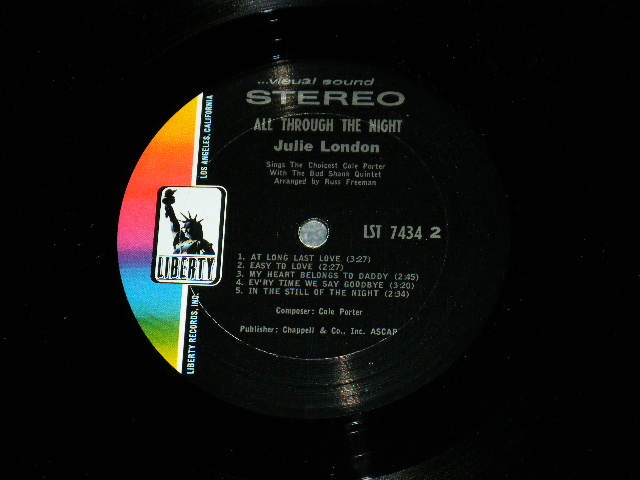 ...visual sound
STEREO
ALL THROUGH THE NIGHT
Julie London
Sings The Choicest Cole Porter
With The Bud Shank Quintet
Arranged by Russ Freeman
LST 7434 2
1. AT LONG LAST LOVE (3:27)
2. EASY TO LOVE (2:27)
3. MY HEART BELONGS TO DADDY (2:45)
4. EV'RY TIME WE SAY GOODBYE (3:20)
5. IN THE STILL OF THE NIGHT (2:34)
Composer: Cole Porter
Publisher: Chappell & Co., Inc. ASCAP
LIBERTY
LIBERTY RECORDS, INC.
LOS ANGELES, CALIFORNIA